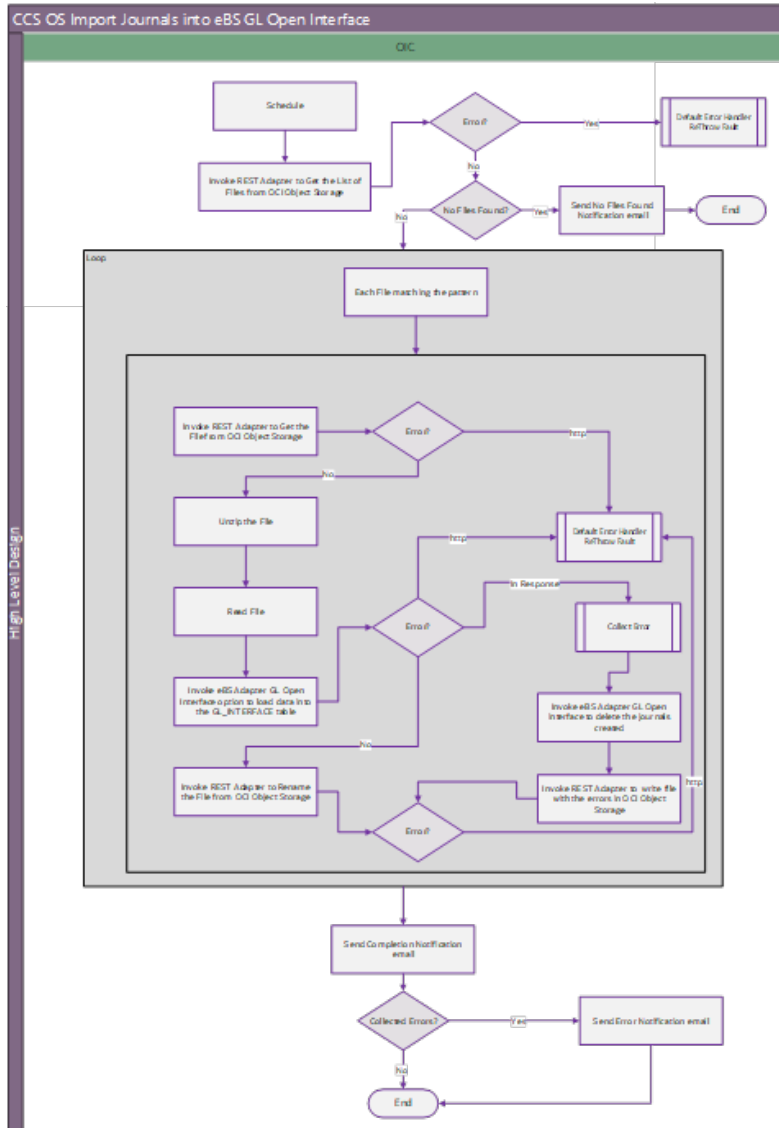 CCS OS Import Journals into eBS GL Open Interface
OIC
High Level Design
Schedule
Error?
Yes
Default Error Handler
ReThrow Fault
Invoke REST Adapter to Get the List of
Files from OCI Object Storage
No
No Files Found?
Yes
Send No Files Found
Notification email
End
No
Loop
Each File matching the pattern
Invoke REST Adapter to Get the
File from OCI Object Storage
Error?
http
No
Unzip the File
Default Error Handler
ReThrow Fault
http
In Response
Read File
Error?
Collect Error
Invoke eBS Adapter GL Open
Interface option to load data into
the GL_INTERFACE table
Invoke eBS Adapter GL Open
Interface to delete the journals
created
No
Invoke REST Adapter to Rename
the File from OCI Object Storage
http
Invoke REST Adapter to write file
with the errors in OCI Object
Storage
Error?
Send Completion Notification
email
Collected Errors?
Yes
Send Error Notification email
No
End